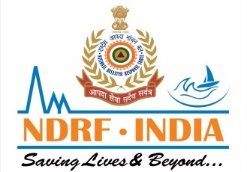 आपदा सेवा सदैव सर्वत्र
NDRF · INDIA
Saving Lives & Beyond...